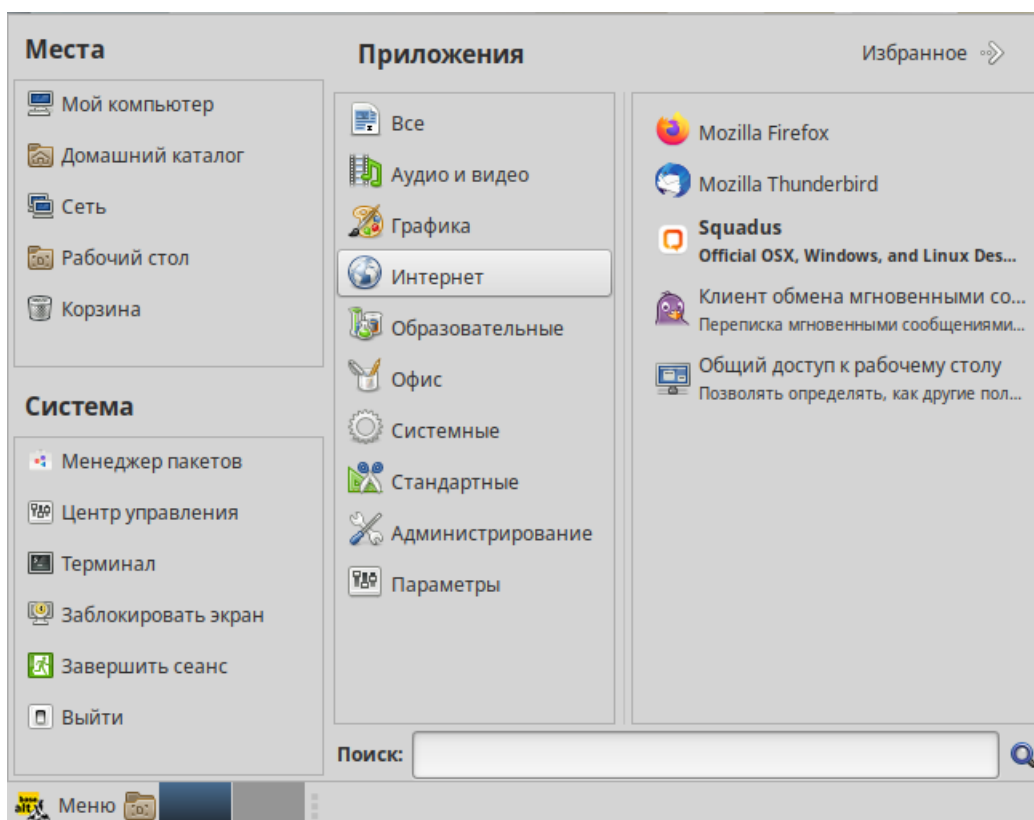 Места
Мой компьютер
Домашний каталог
Сеть
Рабочий стол
Корзина
Система
Менеджер пакетов
Центр управления
Терминал
Заблокировать экран
Завершить сеанс
Выйти
Приложения
Избранное
Все
Аудио и видео
Графика
Интернет
Образовательные
Офис
Системные
Стандартные
Администрирование
Параметры
Mozilla Firefox
Mozilla Thunderbird
Squadus
Official OSX, Windows, and Linux Des...
Клиент обмена мгновенными со...
Переписка мгновенными сообщениями...
Общий доступ к рабочему столу
Позволять определять, как другие пол...
Поиск:
base
alt
Меню